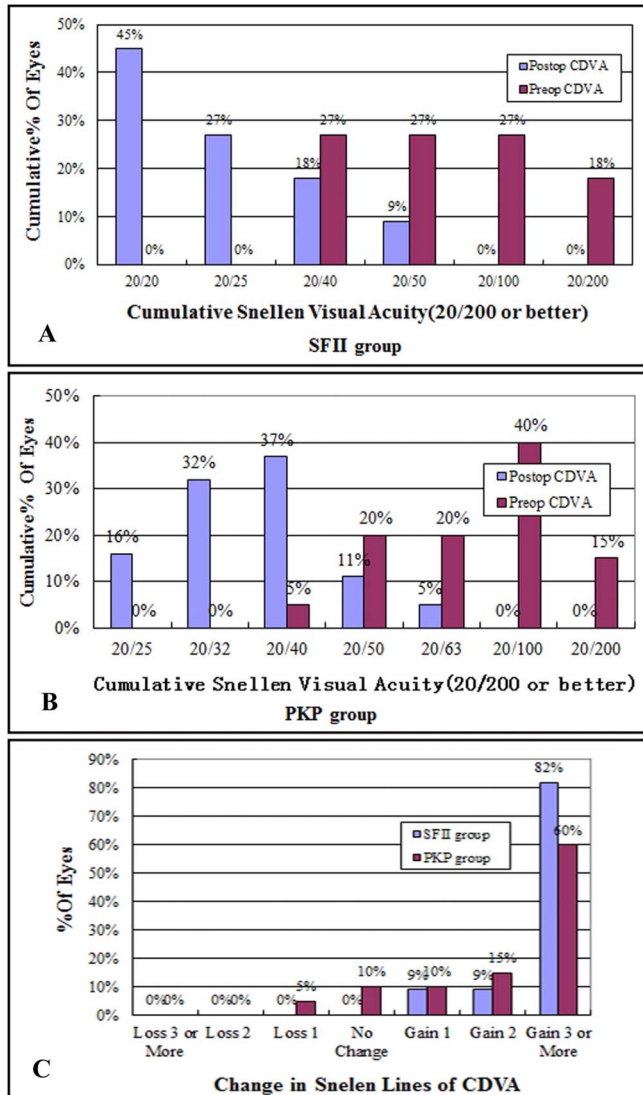 50%
45%
40%
30%
20%
10%
0%
Cumulative% Of Eyes
Postop CDVA
Preop CDVA
0%
27%
0%
18%
27%
9%
27%
0%
27%
0%
18%
20/20 20/25 20/40 20/50 20/100 20/200
Cumulative Snellen Visual Acuity(20/200 or better)
A
SFII group
50%
40%
30%
20%
10%
0%
Cumulative% Of Eyes
Postop CDVA
Preop CDVA
16%
0%
32%
0%
37%
5%
11%
20%
5%
20%
0%
40%
0%
15%
20/25 20/32 20/40 20/50 20/63 20/100 20/200
Cumulative Snellen Visual Acuity(20/200 or better)
B
PKP group
90%
80%
70%
60%
50%
40%
30%
20%
10%
0%
%Of Eyes
SFII group
PKP group
0%
0%
0%
0%
0%
5%
0%
10%
9%
10%
9%
15%
82%
60%
Loss 3 or Loss 2 Loss 1 No Gain 1 Gain 2 Gain 3 or
More Change More
C
Change in Snelen Lines of CDVA